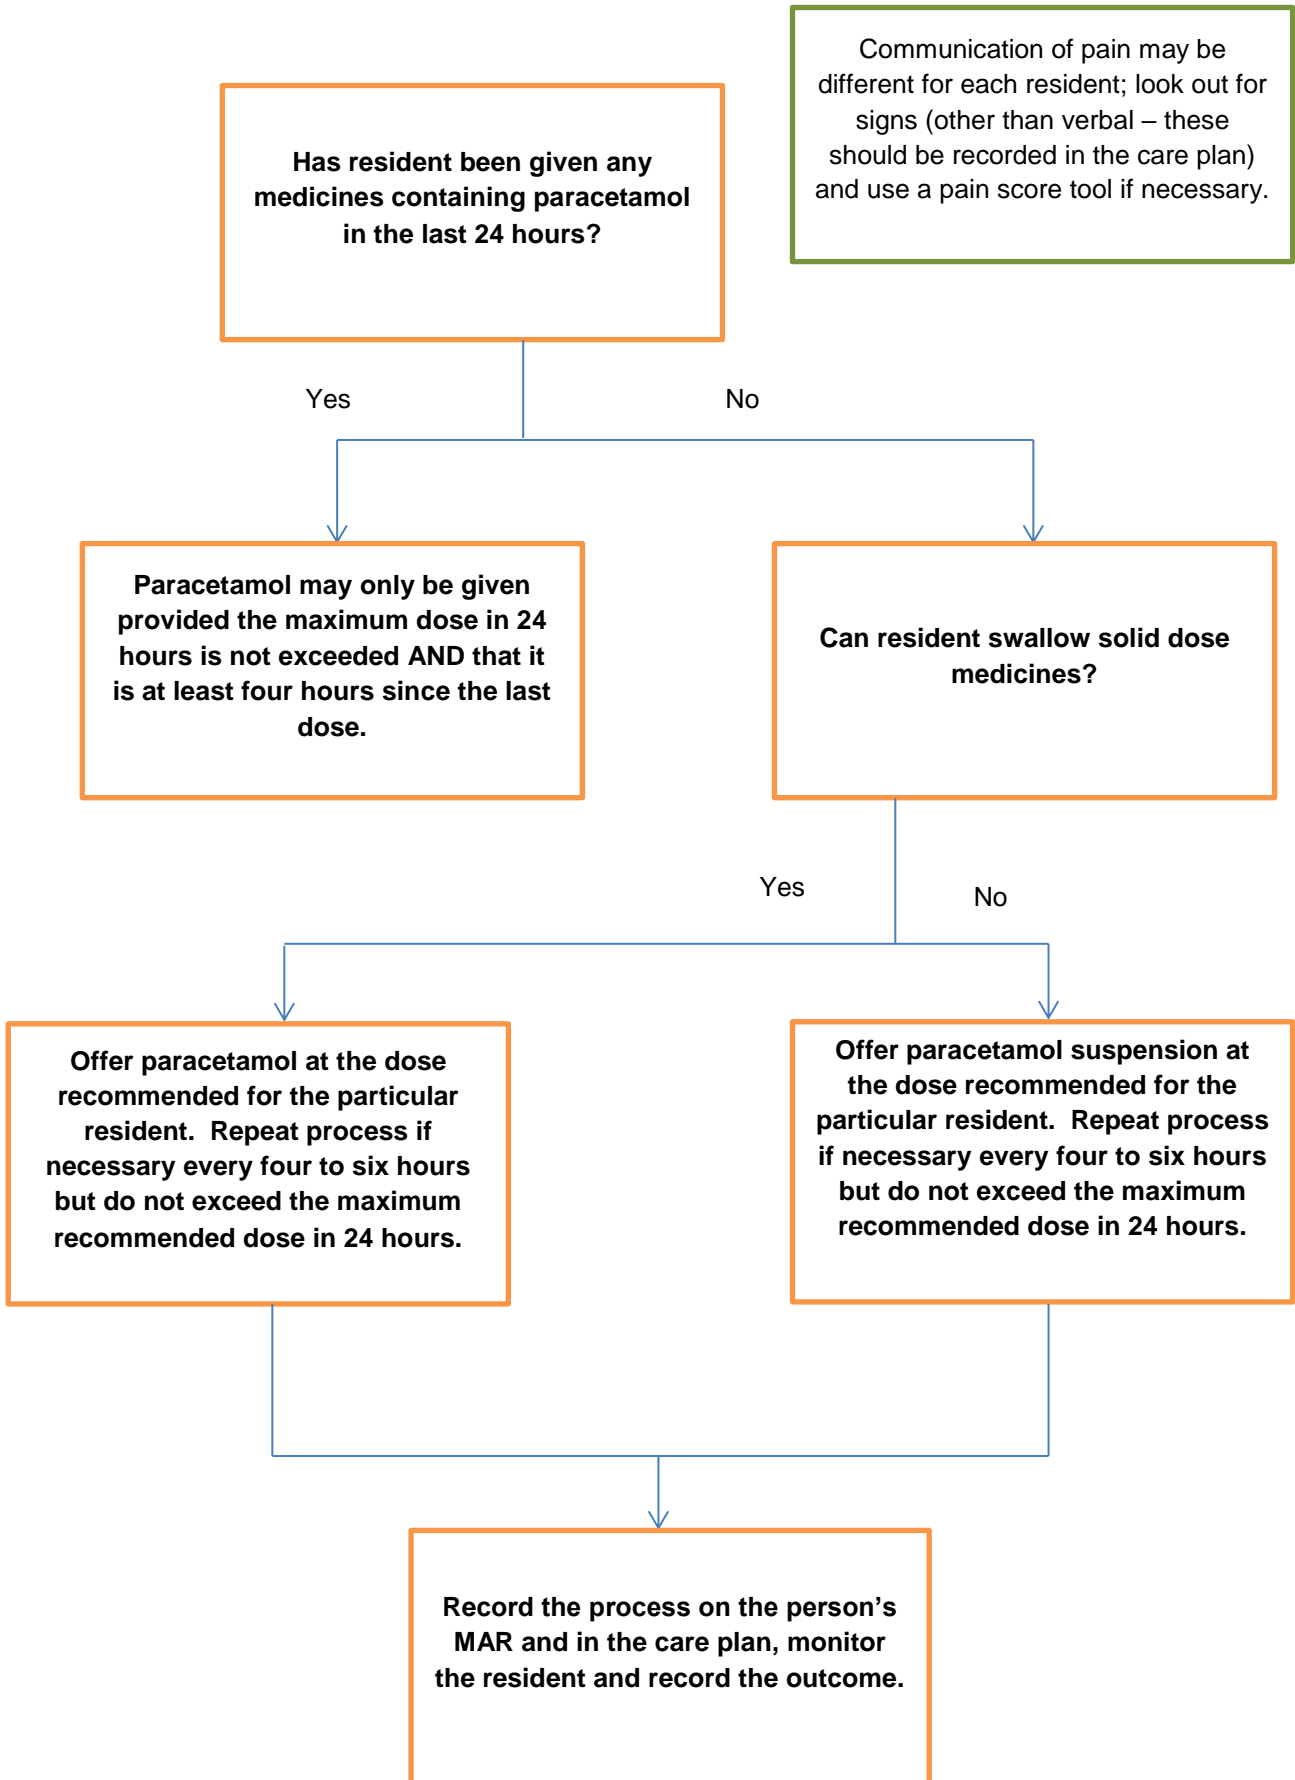 Communication of pain may be
different for each resident; look out for
signs (other than verbal – these
should be recorded in the care plan)
and use a pain score tool if necessary.
Has resident been given any
medicines containing paracetamol
in the last 24 hours?
Yes
No
Paracetamol may only be given
provided the maximum dose in 24
hours is not exceeded AND that it
is at least four hours since the last
dose.
Can resident swallow solid dose
medicines?
Yes
No
Offer paracetamol at the dose
recommended for the particular
resident.  Repeat process if
necessary every four to six hours
but do not exceed the maximum
recommended dose in 24 hours.
Offer paracetamol suspension at
the dose recommended for the
particular resident.  Repeat process
if necessary every four to six hours
but do not exceed the maximum
recommended dose in 24 hours.
Record the process on the person’s
MAR and in the care plan, monitor
the resident and record the outcome.